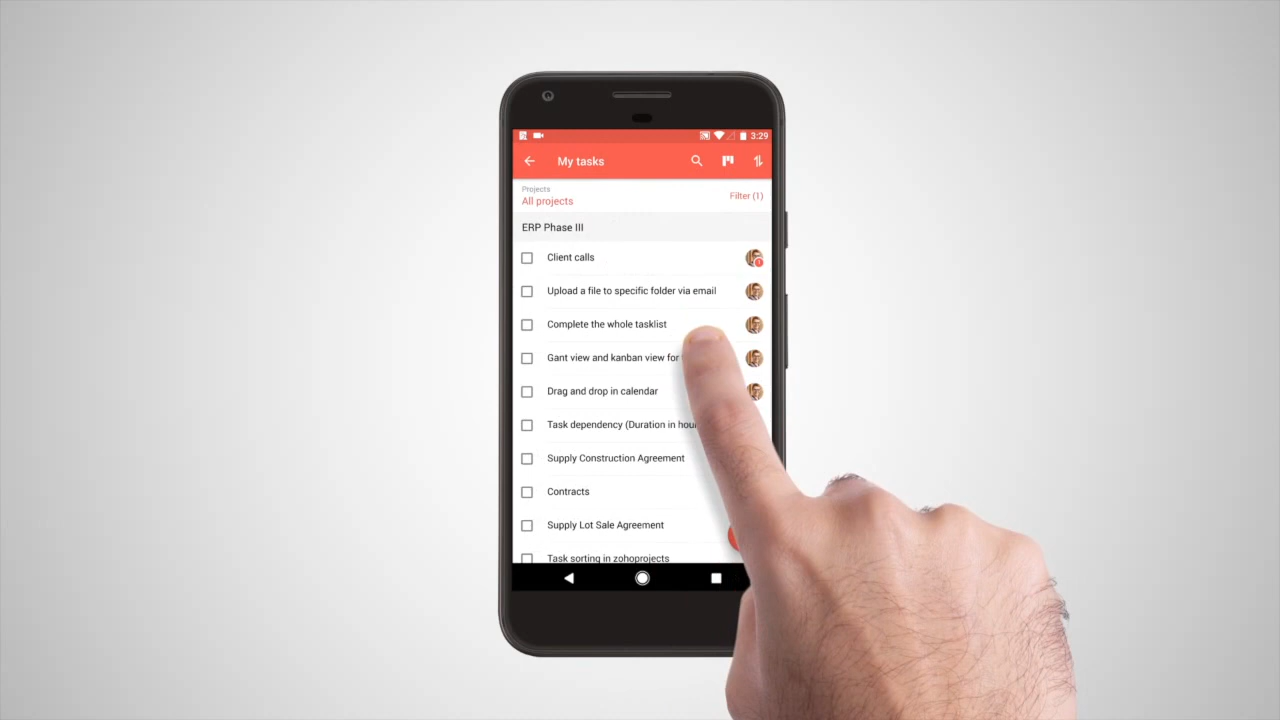 3:29
My tasks
Projects
All projects
Filter (1)
ERP Phase III
Client calls
Upload a file to specific folder via email
Complete the whole tasklist
Gant view and kanban view for
Drag and drop in calendar
Task dependency (Duration in
Supply Construction Agreement
Contracts
Supply Lot Sale Agreement
Task sorting in zohoprojects